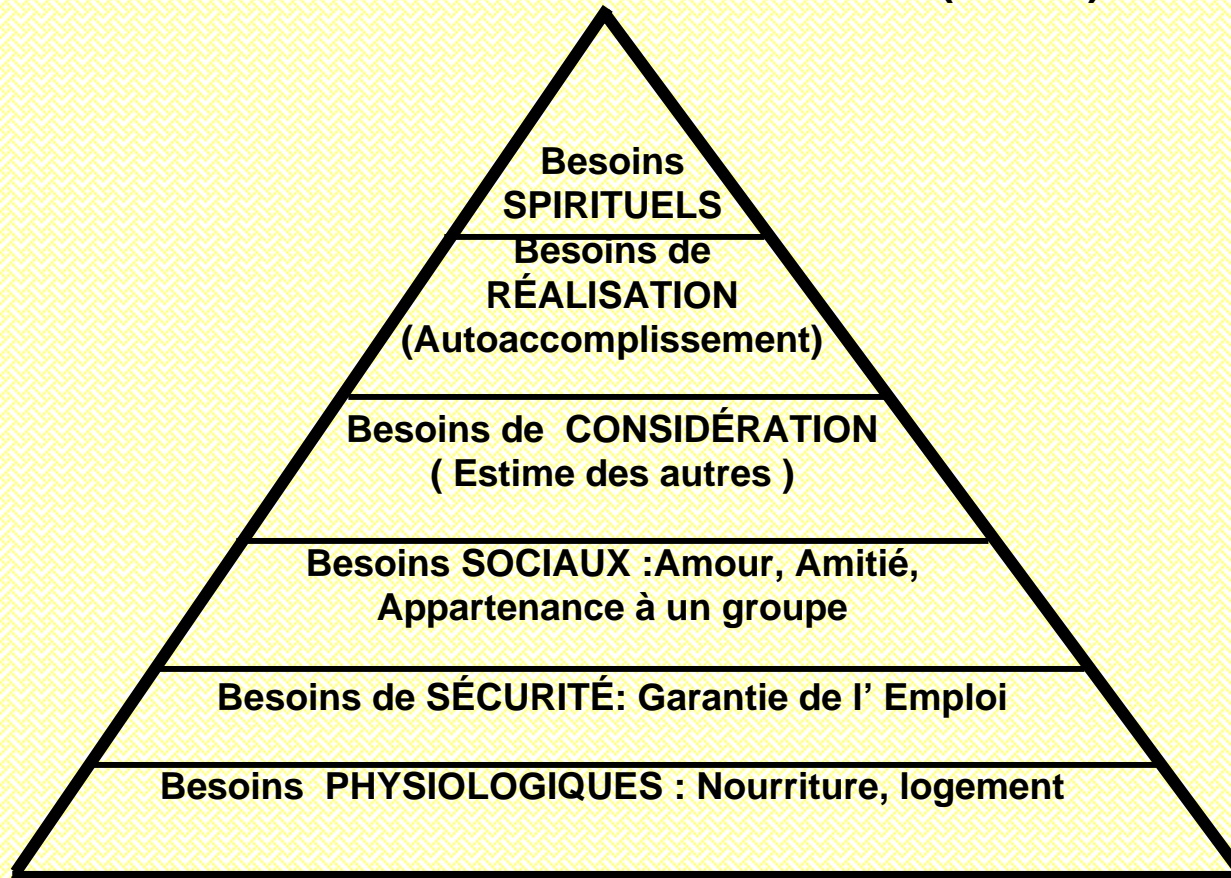 Besoins
SPIRITUELS
Besoins de
RÉALISATION
(Autoaccomplissement)
Besoins de CONSIDÉRATION
( Estime des autres )
Besoins SOCIAUX :Amour, Amitié,
Appartenance à un groupe
Besoins de SÉCURITÉ: Garantie de l' Emploi
Besoins PHYSIOLOGIQUES : Nourriture, logement